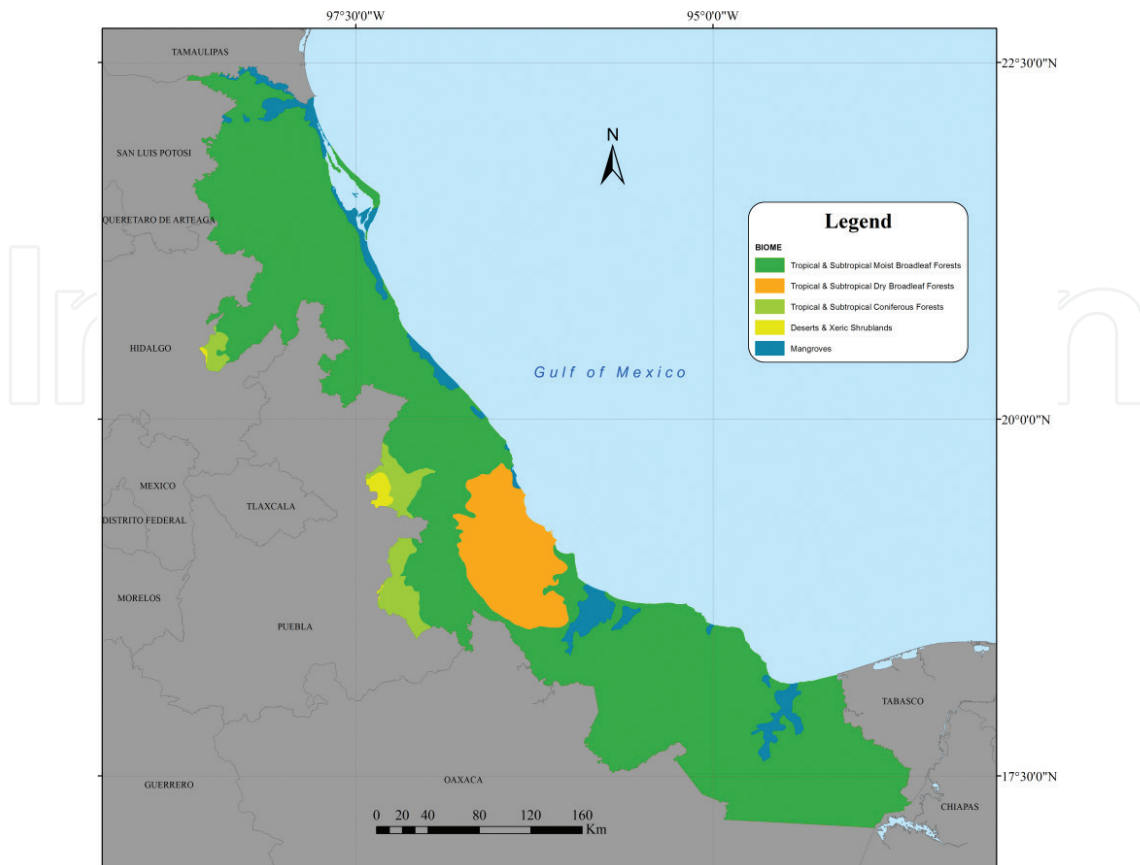 97°30'0"W
95°0'0"W
TAMAULIPAS
22°30'0"N
N
SAN LUIS POTOSI
QUERETARO DE ARTEAGA
Legend
BIOME
Tropical & Subtropical Moist Broadleaf Forests
Tropical & Subtropical Dry Broadleaf Forests
Tropical & Subtropical Coniferous Forests
Deserts & Xeric Shrublands
Mangroves
HIDALGO
Gulf of Mexico
20°0'0"N
MEXICO
TLAXCALA
DISTRITO FEDERAL
MORELOS
PUEBLA
TABASCO
GUERRERO
OAXACA
17°30'0"N
CHIAPAS
0 20 40 80 120 160
Km